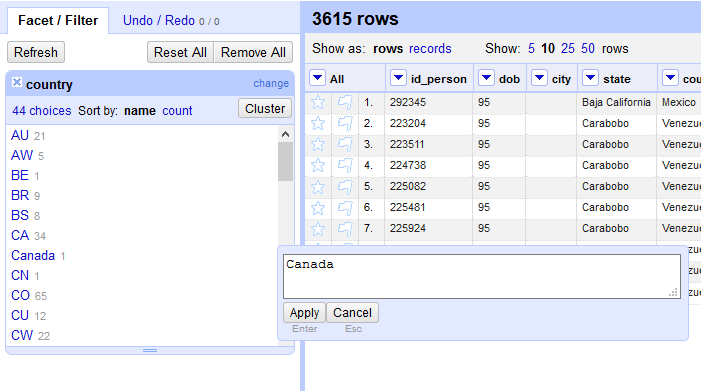 Facet / Filter Undo / Redo 0 / 0
Refresh Reset All Remove All
country change
44 choices Sort by: name count Cluster
AU 21
AW 5
BE 1
BR 9
BS 8
CA 34
Canada 1
CN 1
CO 65
CU 12
CW 22
3615 rows
Show as: rows records Show: 5 10 25 50 rows
All id_person dob city state cou
1. 292345 95 Baja California Mexico
2. 223204 95 Carabobo Venezue
3. 223511 95 Carabobo Venezue
4. 224738 95 Carabobo Venezue
5. 225082 95 Carabobo Venezue
6. 225481 95 Carabobo Venezue
7. 225924 95 Carabobo Venezue
Canada
Apply Cancel
Enter Esc